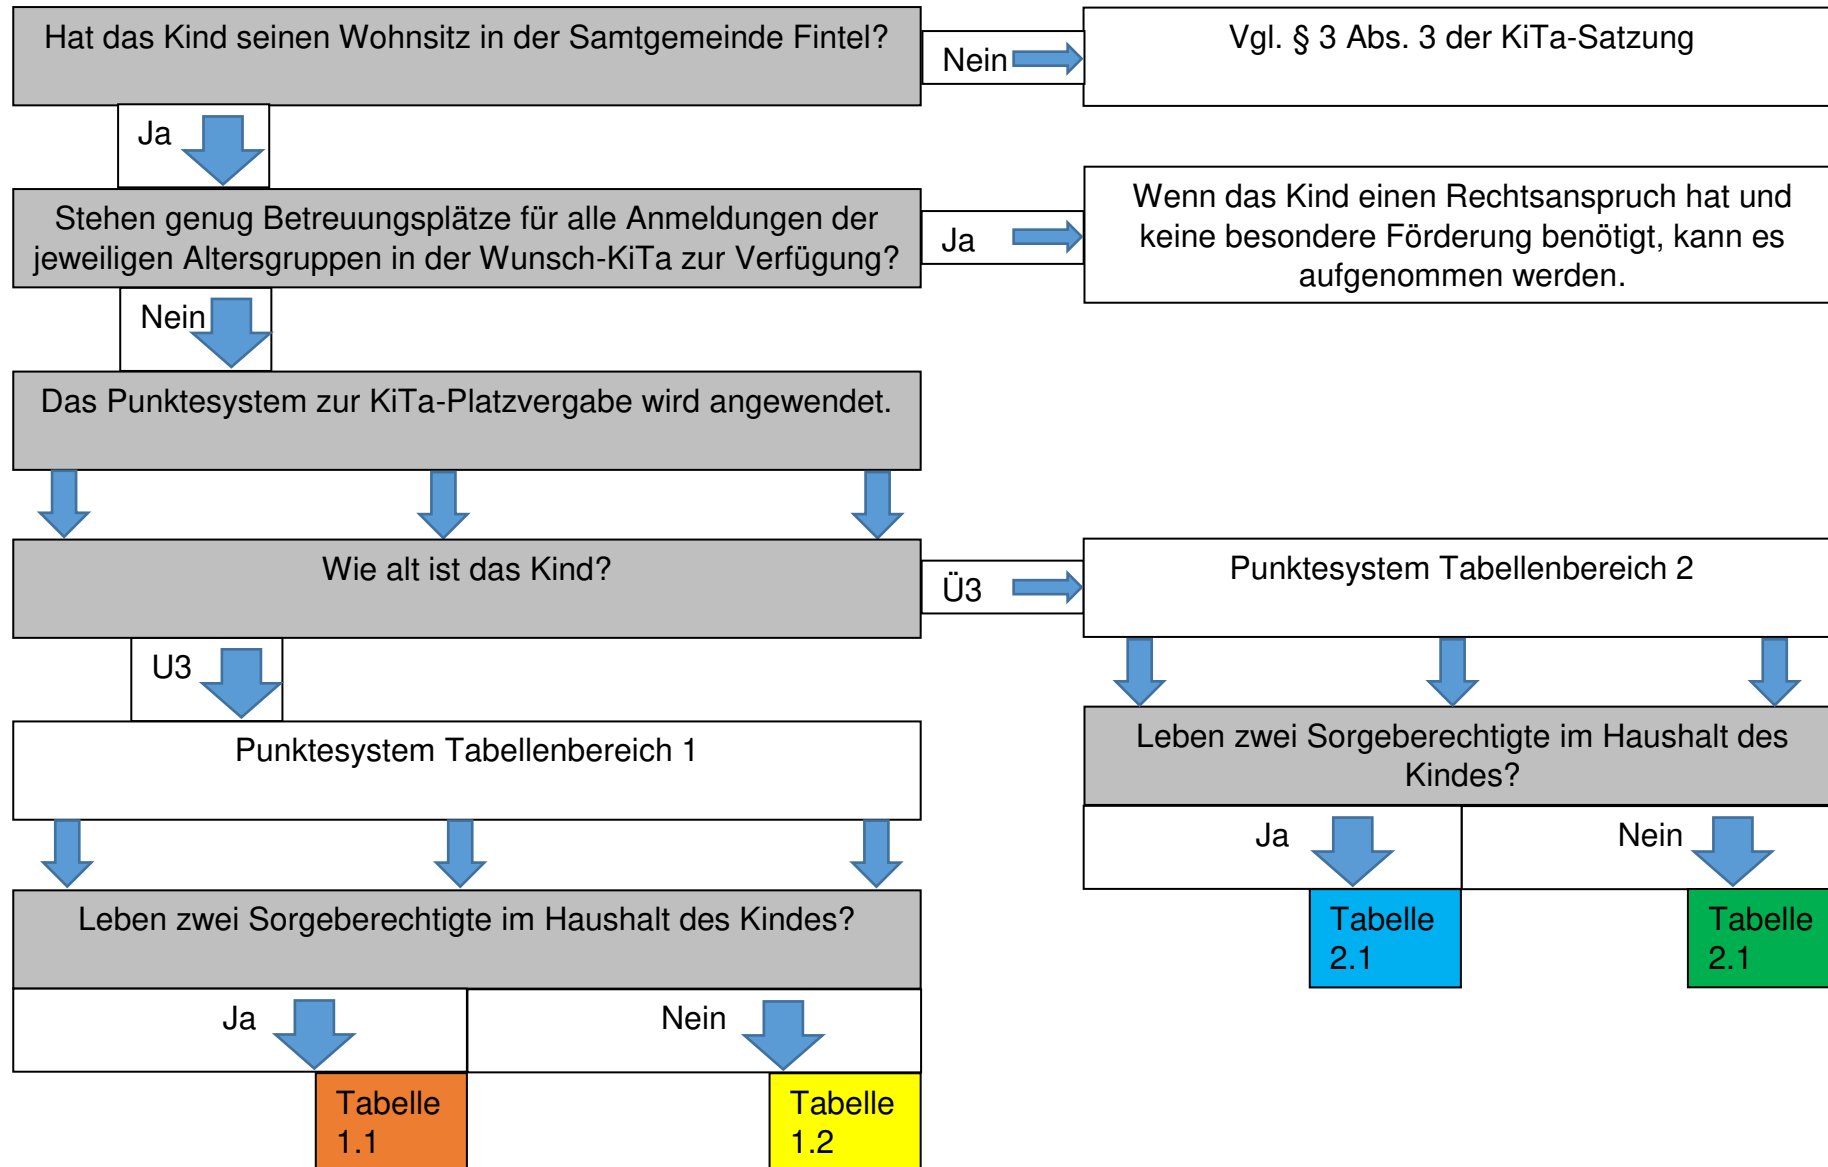 Hat das Kind seinen Wohnsitz in der Samtgemeinde Fintel?
Nein
Vgl. § 3 Abs. 3 der KiTa-Satzung
Ja
Stehen genug Betreuungsplätze für alle Anmeldungen der
jeweiligen Altersgruppen in der Wunsch-KiTa zur Verfügung?
Ja
Wenn das Kind einen Rechtsanspruch hat und
keine besondere Förderung benötigt, kann es
aufgenommen werden.
Nein
Das Punktesystem zur KiTa-Platzvergabe wird angewendet.
Wie alt ist das Kind?
Ü3
Punktesystem Tabellenbereich 2
U3
Punktesystem Tabellenbereich 1
Leben zwei Sorgeberechtigte im Haushalt des
Kindes?
Ja
Nein
Tabelle
2.1
Tabelle
2.1
Leben zwei Sorgeberechtigte im Haushalt des Kindes?
Ja
Nein
Tabelle
1.1
Tabelle
1.2